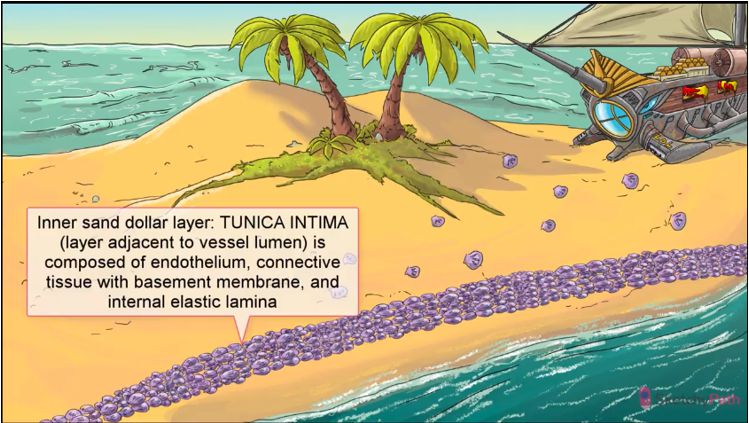 Inner sand dollar layer: TUNICA INTIMA
(layer adjacent to vessel lumen) is
composed of endothelium, connective
tissue with basement membrane, and
internal elastic lamina